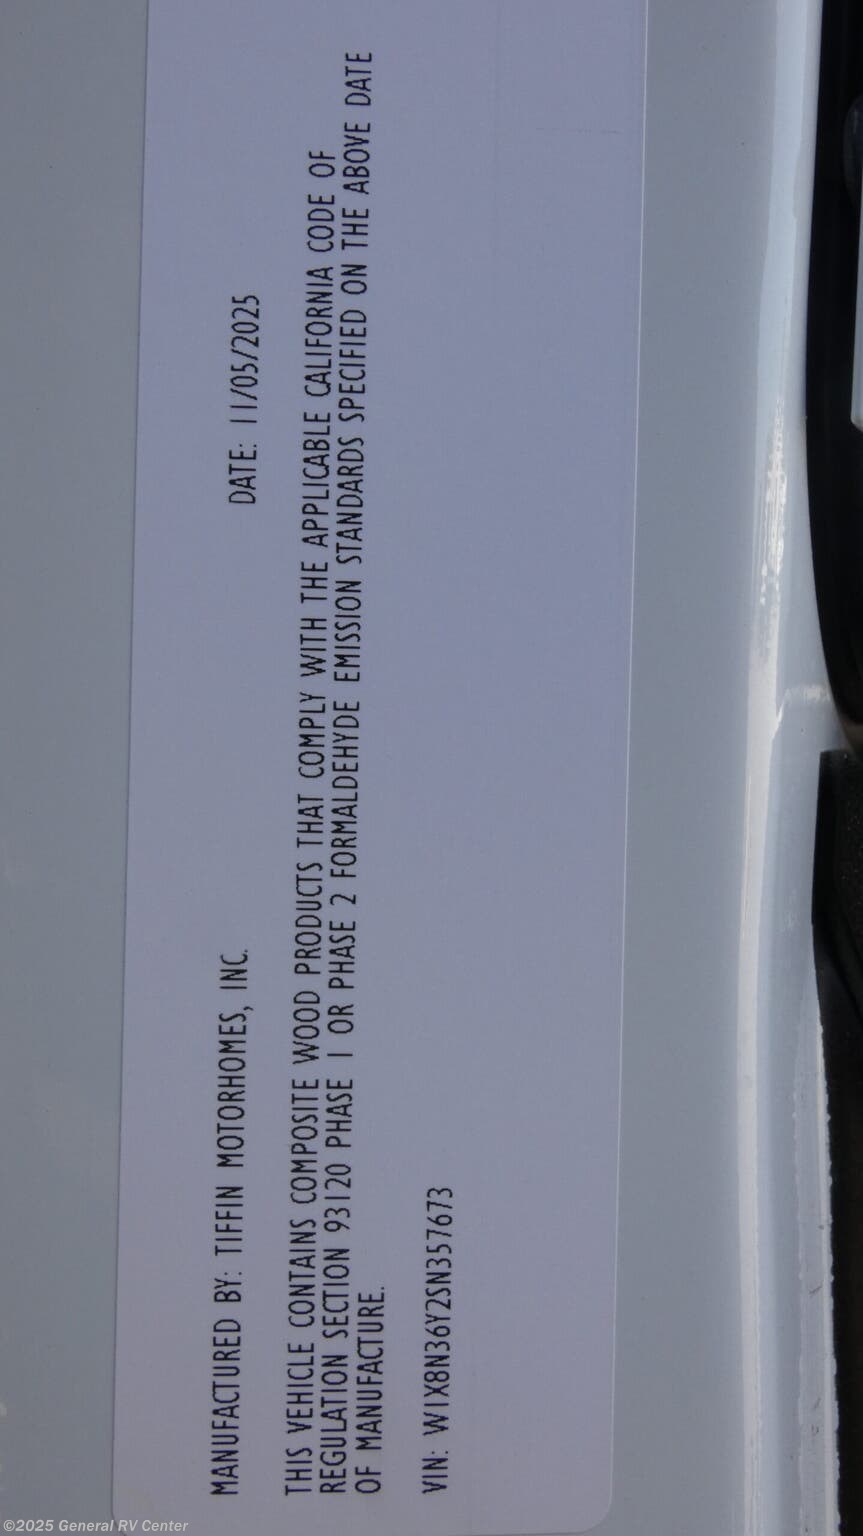 MANUFACTURED BY: TIFFIN MOTORHOMES, INC. DATE: 11/05/2025
THIS VEHICLE CONTAINS COMPOSITE WOOD PRODUCTS THAT COMPLY WITH THE APPLICABLE CALIFORNIA CODE OF
REGULATION SECTION 93120 PHASE 1 OR PHASE 2 FORMALDEHYDE EMISSION STANDARDS SPECIFIED ON THE ABOVE DATE
OF MANUFACTURE.
VIN: W1X8N36Y2SN357673
©2025 General RV Center